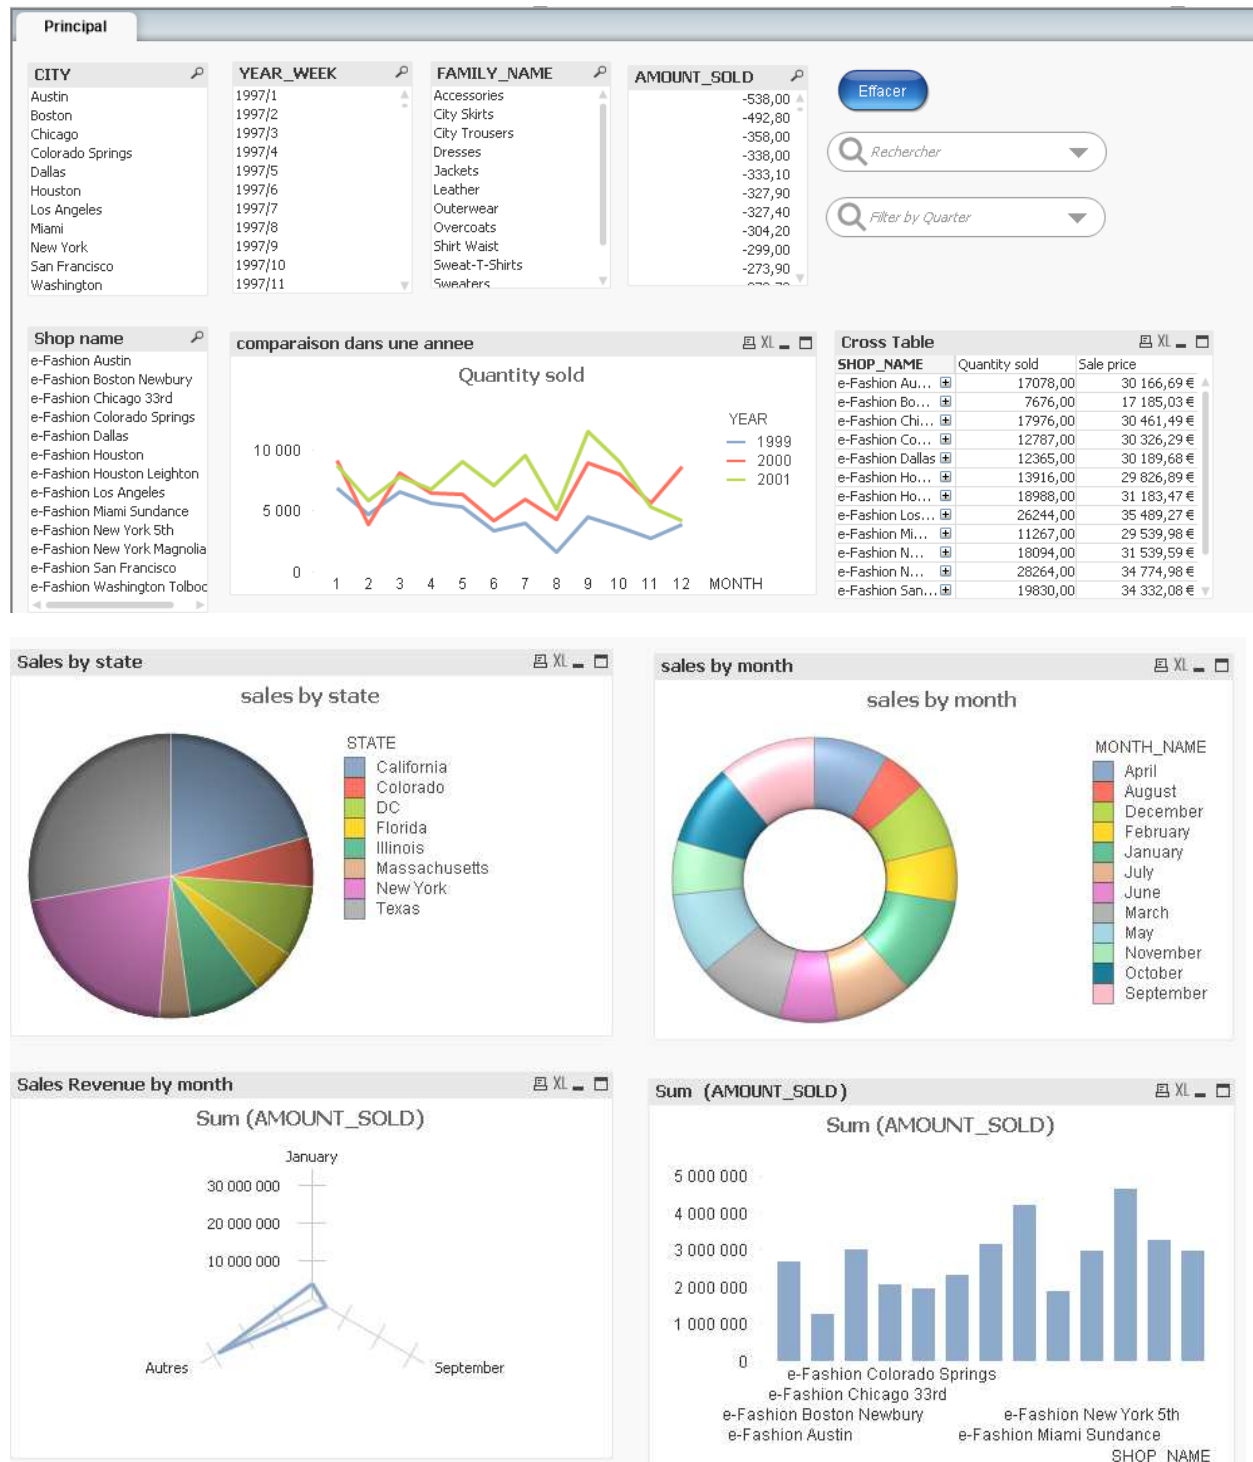 Principal
CITY
Austin
Boston
Chicago
Colorado Springs
Dallas
Houston
Los Angeles
Miami
New York
San Francisco
Washington
YEAR_WEEK
1997/1
1997/2
1997/3
1997/4
1997/5
1997/6
1997/7
1997/8
1997/9
1997/10
1997/11
FAMILY_NAME
Accessories
City Skirts
City Trousers
Dresses
Jackets
Leather
Outerwear
Overcoats
Shirt Waist
Sweat-T-Shirts
Sweaters
AMOUNT_SOLD
-538,00
-492,80
-358,00
-338,00
-333,10
-327,90
-327,40
-304,20
-299,00
-273,90
Effacer
Rechercher
Filter by Quarter
Shop name
e-Fashion Austin
e-Fashion Boston Newbury
e-Fashion Chicago 33rd
e-Fashion Colorado Springs
e-Fashion Dallas
e-Fashion Houston
e-Fashion Houston Leighton
e-Fashion Los Angeles
e-Fashion Miami Sundance
e-Fashion New York 5th
e-Fashion New York Magnolia
e-Fashion San Francisco
e-Fashion Washington Tolboc
comparaison dans une annee XL
Quantity sold
10 000
5 000
0
1 2 3 4 5 6 7 8 9 10 11 12 MONTH
YEAR
1999
2000
2001
Cross Table XL
SHOP_NAME Quantity sold Sale price
e-Fashion Au... 17078,00 30 166,69 €
e-Fashion Bo... 7676,00 17 185,03 €
e-Fashion Chi... 17976,00 30 461,49 €
e-Fashion Co... 12787,00 30 326,29 €
e-Fashion Dallas 12365,00 30 189,68 €
e-Fashion Ho... 13916,00 29 826,89 €
e-Fashion Ho... 18988,00 31 183,47 €
e-Fashion Los... 26244,00 35 489,27 €
e-Fashion Mi... 11267,00 29 539,98 €
e-Fashion N... 18094,00 31 539,59 €
e-Fashion N... 28264,00 34 774,98 €
e-Fashion San... 19830,00 34 332,08 €
Sales by state XL
sales by state
STATE
California
Colorado
DC
Florida
Illinois
Massachusetts
New York
Texas
sales by month XL
sales by month
MONTH_NAME
April
August
December
February
January
July
June
March
May
November
October
September
Sales Revenue by month XL
Sum (AMOUNT_SOLD)
January
30 000 000
20 000 000
10 000 000
Autres
September
Sum (AMOUNT_SOLD) XL
Sum (AMOUNT_SOLD)
5 000 000
4 000 000
3 000 000
2 000 000
1 000 000
0
e-Fashion Colorado Springs
e-Fashion Chicago 33rd
e-Fashion Boston Newbury e-Fashion New York 5th
e-Fashion Austin e-Fashion Miami Sundance
SHOP_NAME